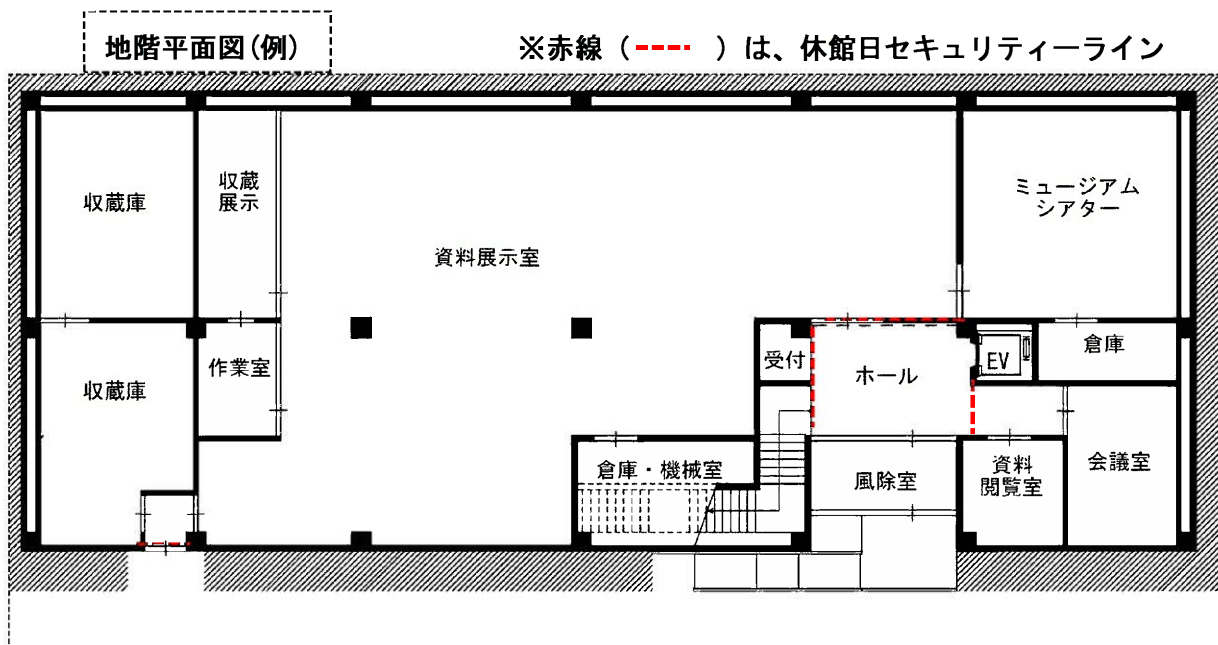 地階平面図(例)
※赤線(----)は、休館日セキュリティーライン
収蔵庫
収蔵
展示
資料展示室
ミュージアム
シアター
収蔵庫
作業室
受付
ホール
EV
倉庫
倉庫・機械室
風除室
資料
閲覧室
会議室